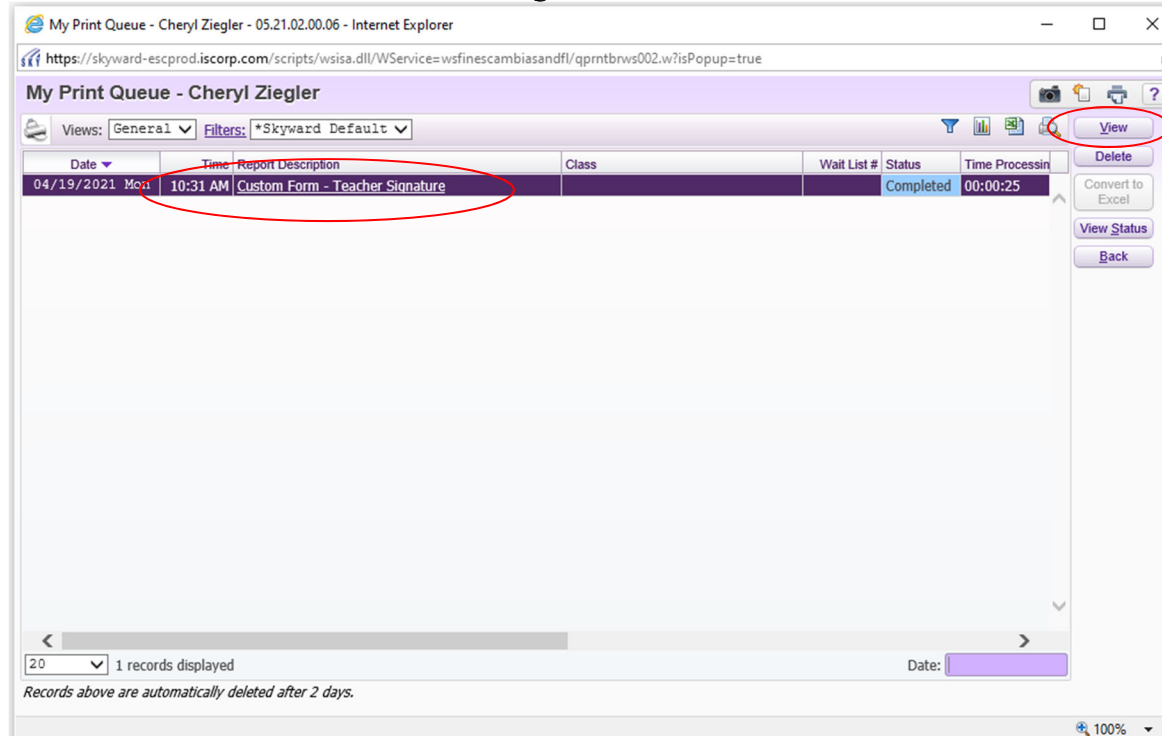 My Print Queue - Cheryl Ziegler - 05.21.02.00.06 - Internet Explorer
https://skyward-escprod.iscorp.com/scripts/wsisa.dll/WService=wsfinescambiasandfl/qprntbrws002.w?isPopup=true
My Print Queue - Cheryl Ziegler
?
Views: General Filters: *Skyward Default
View
Date Time Report Description Class Wait List # Status Time Processin
Delete
04/19/2021 Mon 10:31 AM Custom Form - Teacher Signature Completed 00:00:25
Convert to
Excel
View Status
Back
20 1 records displayed Date:
Records above are automatically deleted after 2 days.
100%